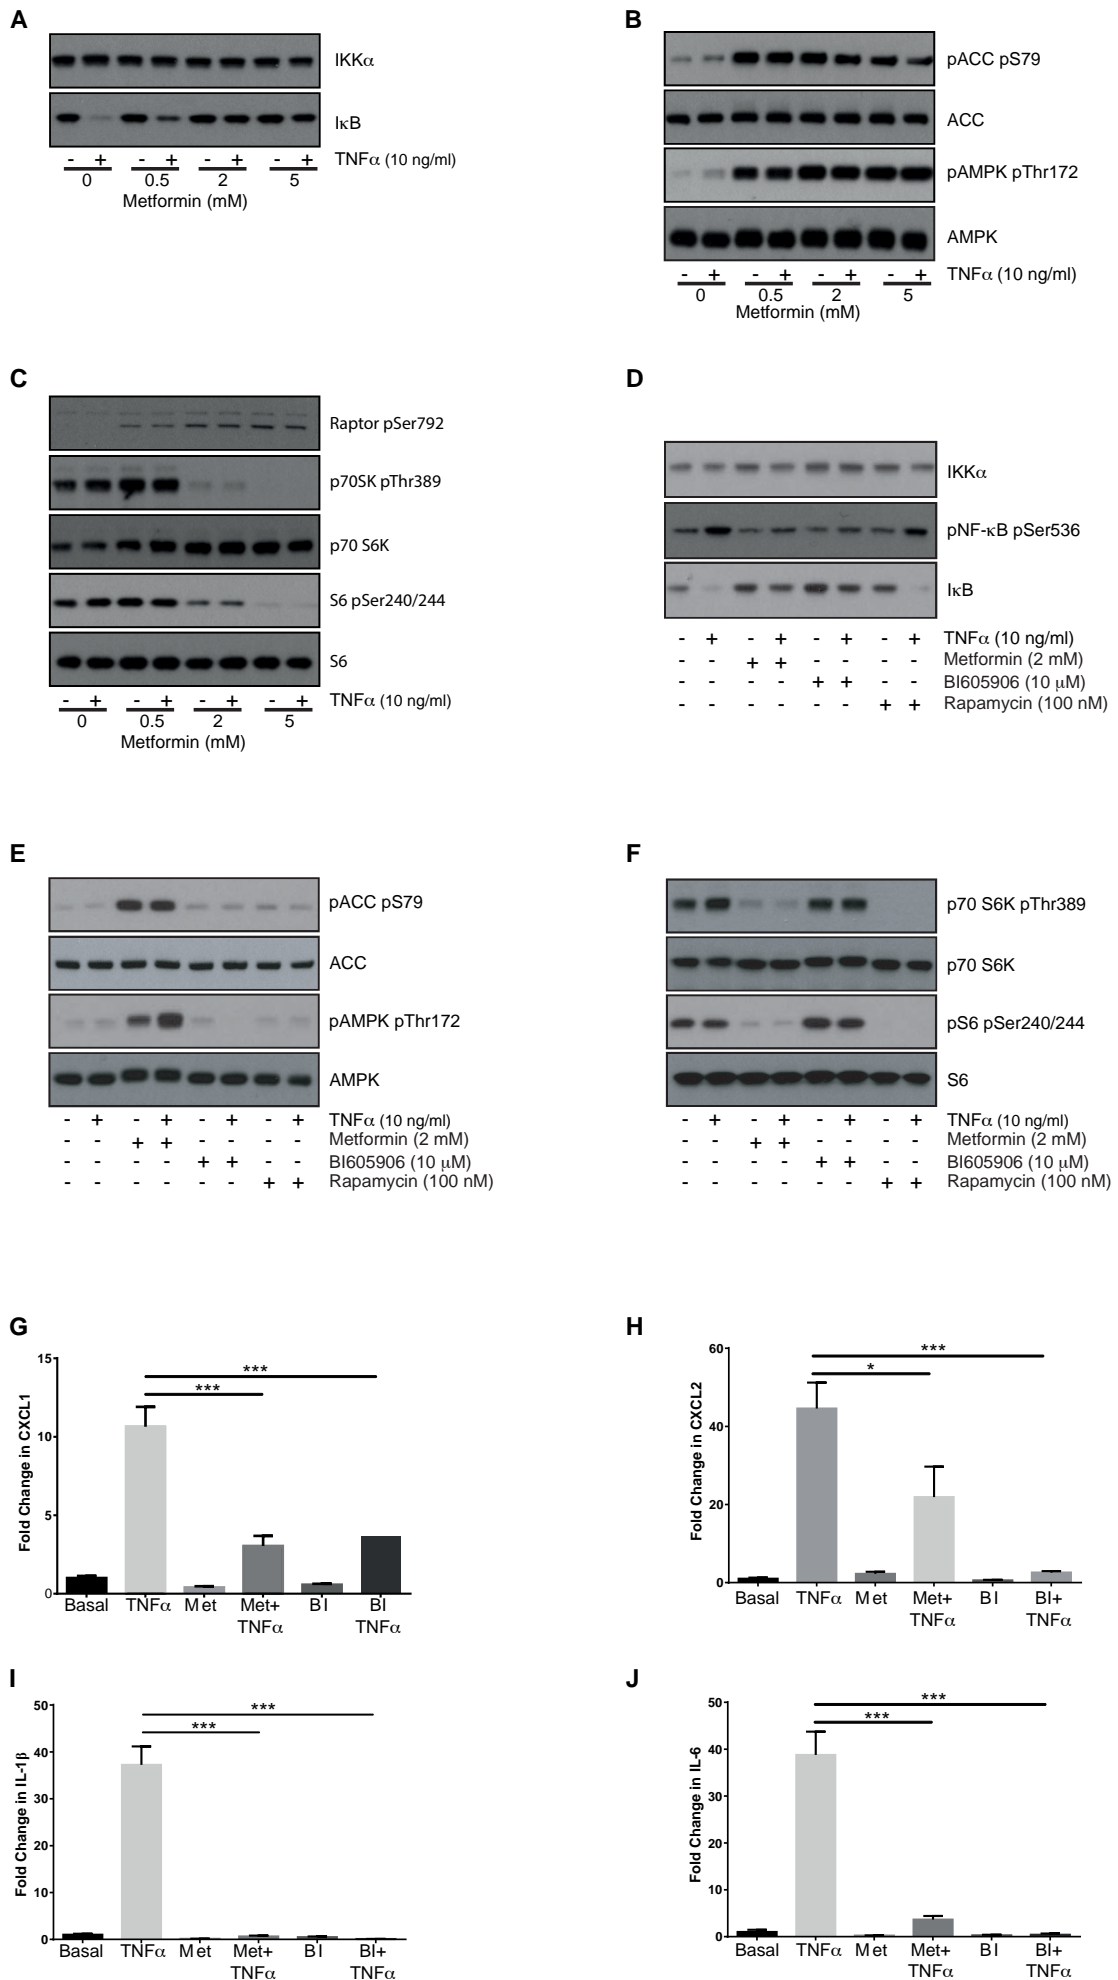 A
IKKα
IκB
- + - + - + - + TNFα (10 ng/ml)
0 0.5 2 5
Metformin (mM)
B
pACC pS79
ACC
pAMPK pThr172
AMPK
- + - + - + - + TNFα (10 ng/ml)
0 0.5 2 5
Metformin (mM)
C
Raptor pSer792
p70SK pThr389
p70 S6K
S6 pSer240/244
S6
- + - + - + - + TNFα (10 ng/ml)
0 0.5 2 5
Metformin (mM)
D
IKKα
pNF-κB pSer536
IκB
- + - + - + - + TNFα (10 ng/ml)
- - + + - - - - Metformin (2 mM)
- - - - + + - - BI605906 (10 μM)
- - - - - - + + Rapamycin (100 nM)
E
pACC pS79
ACC
pAMPK pThr172
AMPK
- + - + - + - + TNFα (10 ng/ml)
- - + + - - - - Metformin (2 mM)
- - - - + + - - BI605906 (10 μM)
- - - - - - + + Rapamycin (100 nM)
F
p70 S6K pThr389
p70 S6K
pS6 pSer240/244
S6
- + - + - + - + TNFα (10 ng/ml)
- - + + - - - - Metformin (2 mM)
- - - - + + - - BI605906 (10 μM)
- - - - - - + + Rapamycin (100 nM)
G
Fold Change in CXCL1
15
10
5
0
***
***
Basal TNFα Met Met+ BI BI
TNFα TNFα
H
Fold Change in CXCL2
60
40
20
0
***
*
Basal TNFα Met Met+ BI BI+
TNFα TNFα
I
Fold Change in IL-1β
50
40
30
20
10
0
***
***
Basal TNFα Met Met+ BI BI+
TNFα TNFα
J
Fold Change in IL-6
50
40
30
20
10
0
***
***
Basal TNFα Met Met+ BI BI+
TNFα TNFα